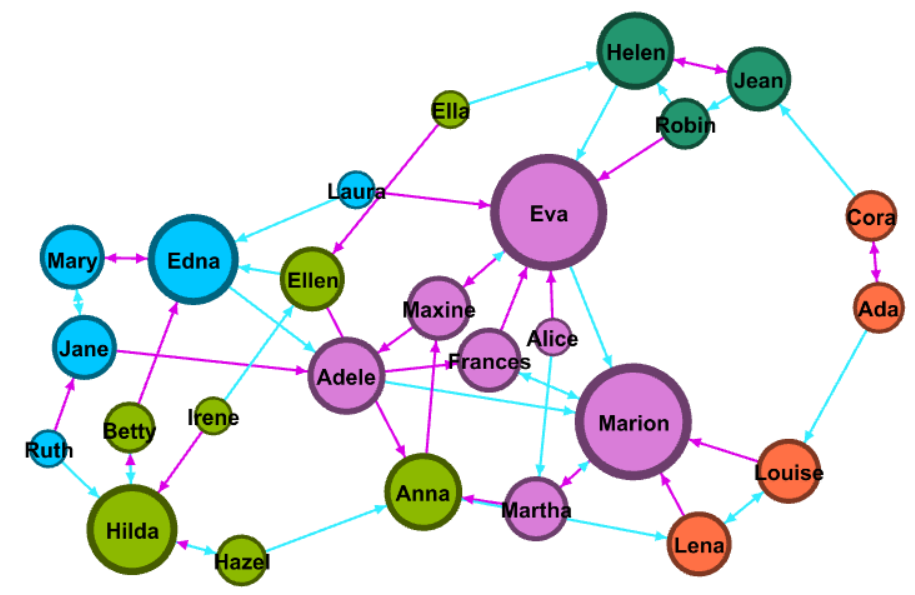 Helen
Jean
Ella
Robin
Laura
Eva
Cora
Mary
Edna
Ellen
Maxine
Ada
Jane
Frances
Alice
Adele
Irene
Betty
Marion
Ruth
Louise
Anna
Martha
Hilda
Lena
Hazel